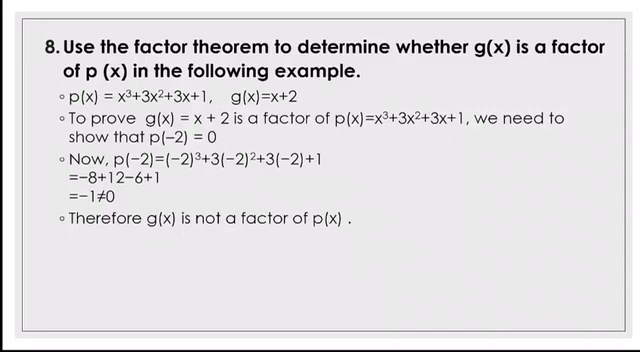 8. Use the factor theorem to determine whether g(x) is a factor
of p (x) in the following example.
◦ p(x) = x³+3x²+3x+1, g(x)=x+2
◦ To prove g(x) = x + 2 is a factor of p(x)=x³+3x²+3x+1, we need to
show that p(−2) = 0
◦ Now, p(−2)=(−2)³+3(−2)²+3(−2)+1
=−8+12−6+1
=−1≠0
◦ Therefore g(x) is not a factor of p(x) .